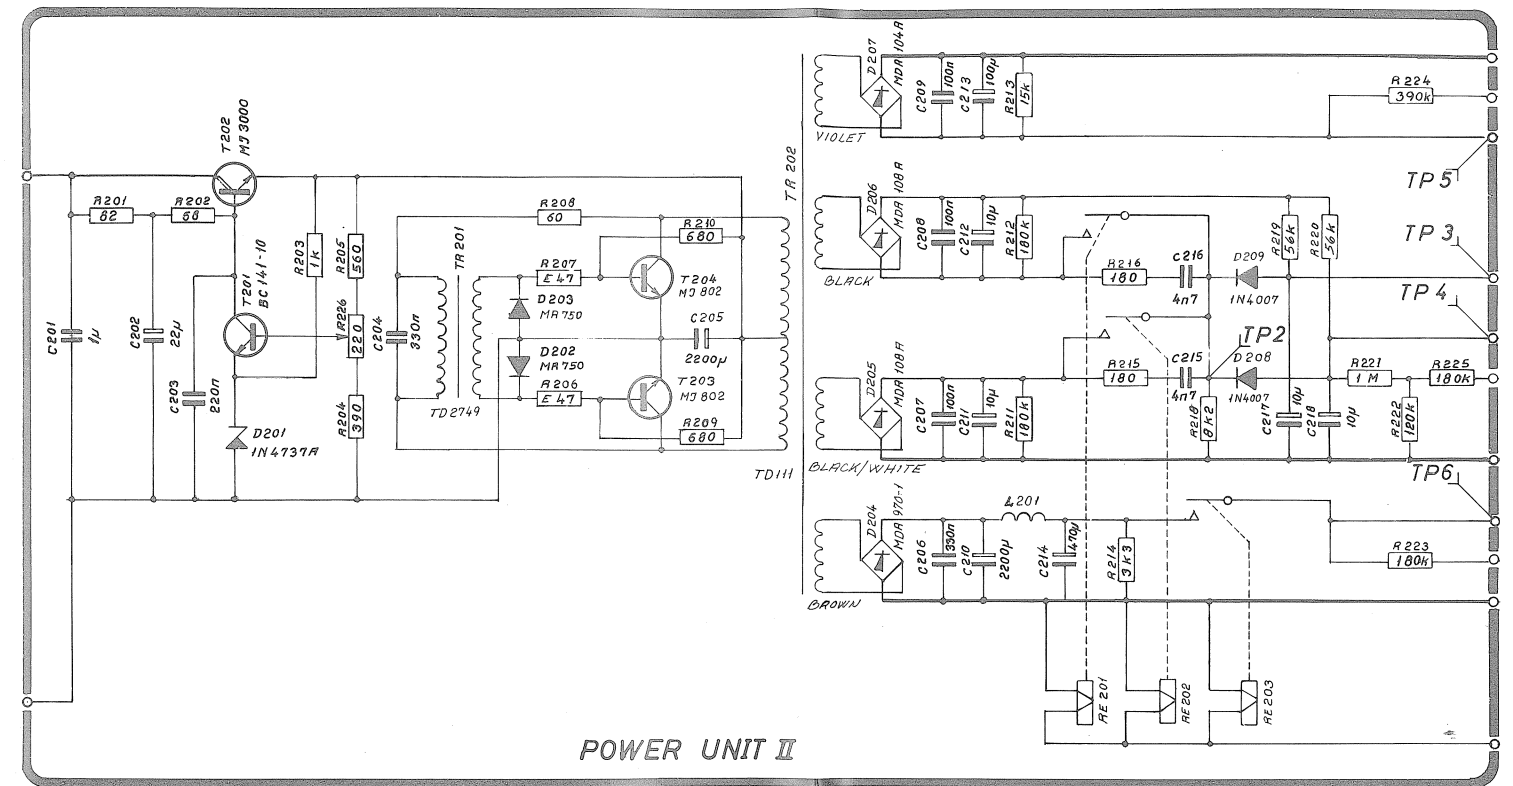 T202
MJ3000
R201
82
R202
68
C201
1µ
C202
22µ
C203
220n
T201
BC 141-10
D201
1N4737A
R203
1k
R205
560
R226
220
R204
390
C204
330n
TR201
TD2749
R208
60
R207
E47
D203
MR750
D202
MR750
R206
E47
R210
680
T204
MJ802
C205
2200µ
T203
MJ802
R209
680
TR202
TD111
VIOLET
D207
MDA 104A
C209
100n
C213
100µ
R213
15k
R224
390k
TP5
BLACK
D206
MDA 108A
C208
100n
C212
10µ
R212
180k
R216
180
C216
4n7
D209
1N4007
R219
56k
R220
56k
TP3
TP4
BLACK/WHITE
D205
MDA 108A
C207
100n
C211
10µ
R211
180k
R215
180
C215
4n7
TP2
D208
1N4007
R218
8k2
C217
10µ
C218
10µ
R221
1M
R222
120k
R225
180k
TP6
BROWN
D204
MDA 970-1
C206
330n
C210
2200µ
L201
C214
470µ
R214
3k3
R223
180k
RE201
RE202
RE203
POWER UNIT II